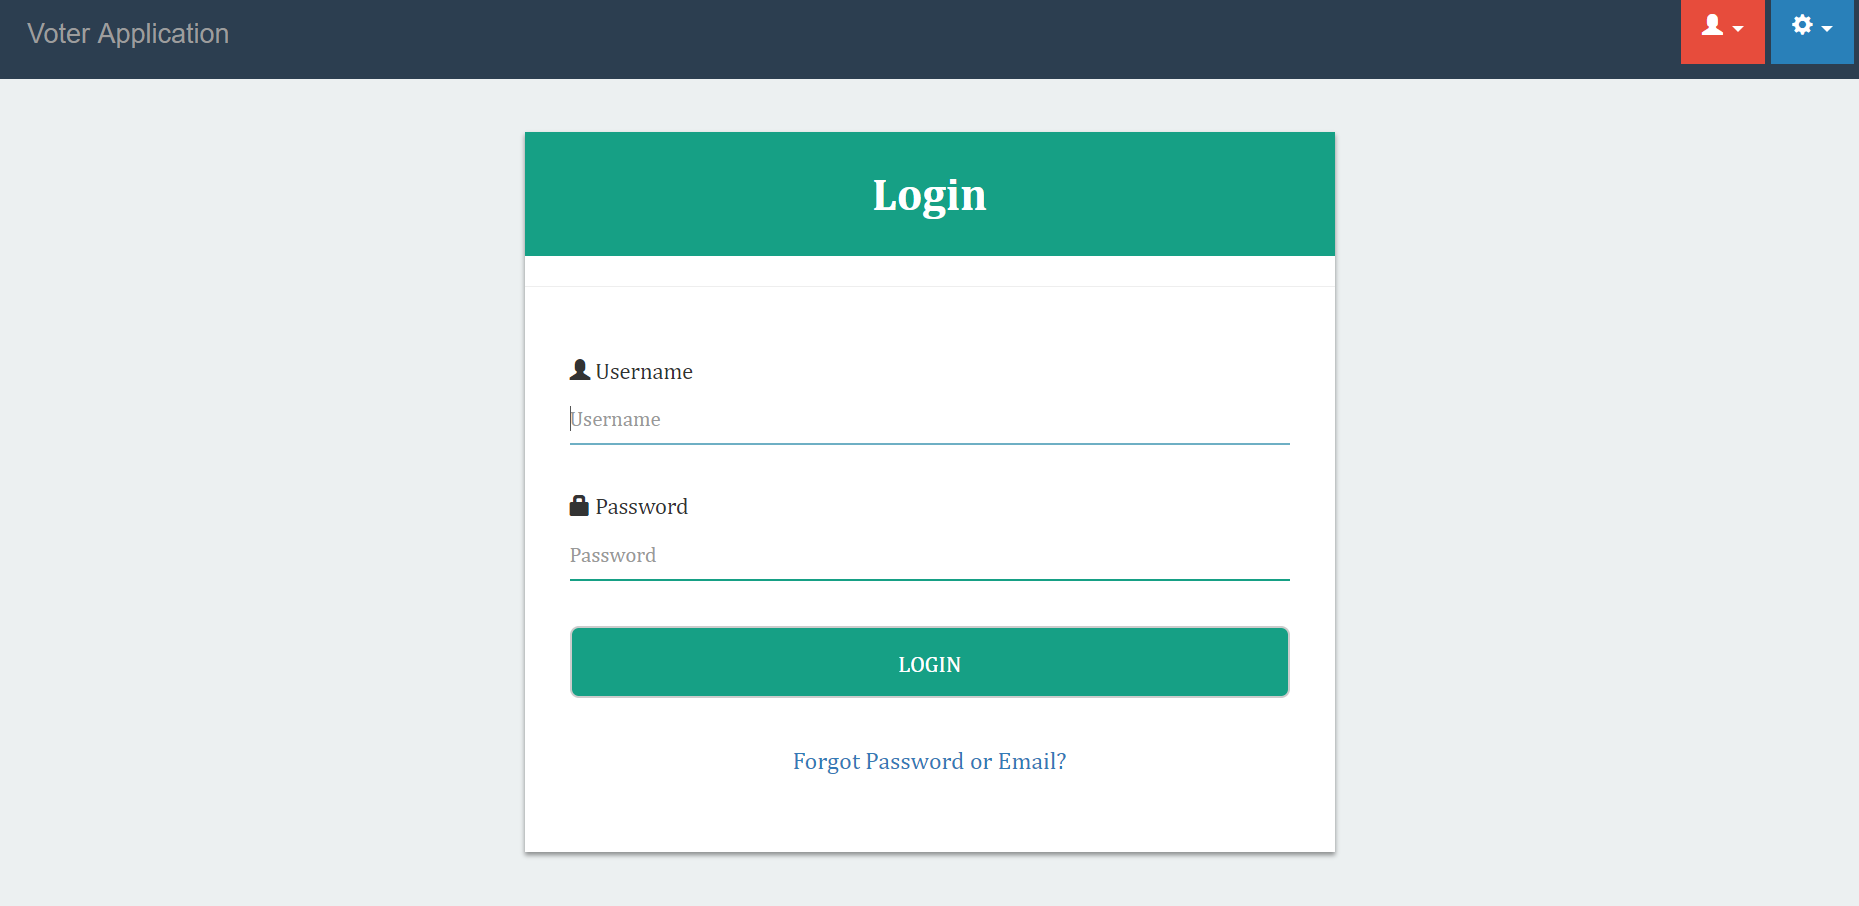 Voter Application
Login
Username
Username
Password
Password
LOGIN
Forgot Password or Email?